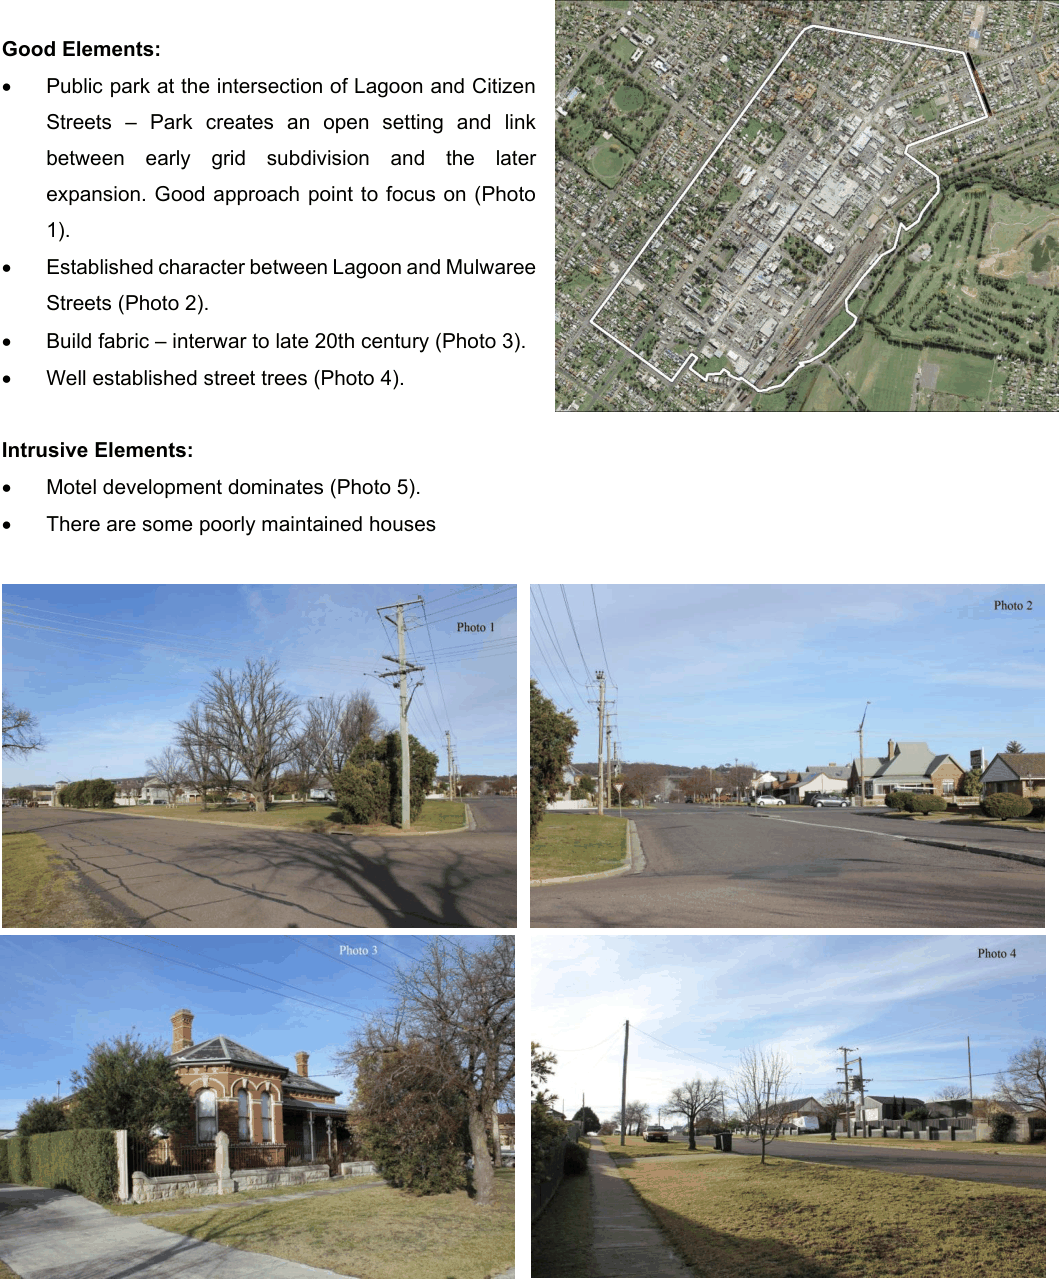 Good Elements:
• Public park at the intersection of Lagoon and Citizen
Streets – Park creates an open setting and link
between early grid subdivision and the later
expansion. Good approach point to focus on (Photo
1).
• Established character between Lagoon and Mulwaree
Streets (Photo 2).
• Build fabric – interwar to late 20th century (Photo 3).
• Well established street trees (Photo 4).
Intrusive Elements:
• Motel development dominates (Photo 5).
• There are some poorly maintained houses
Photo 1
Photo 2
Photo 3
Photo 4